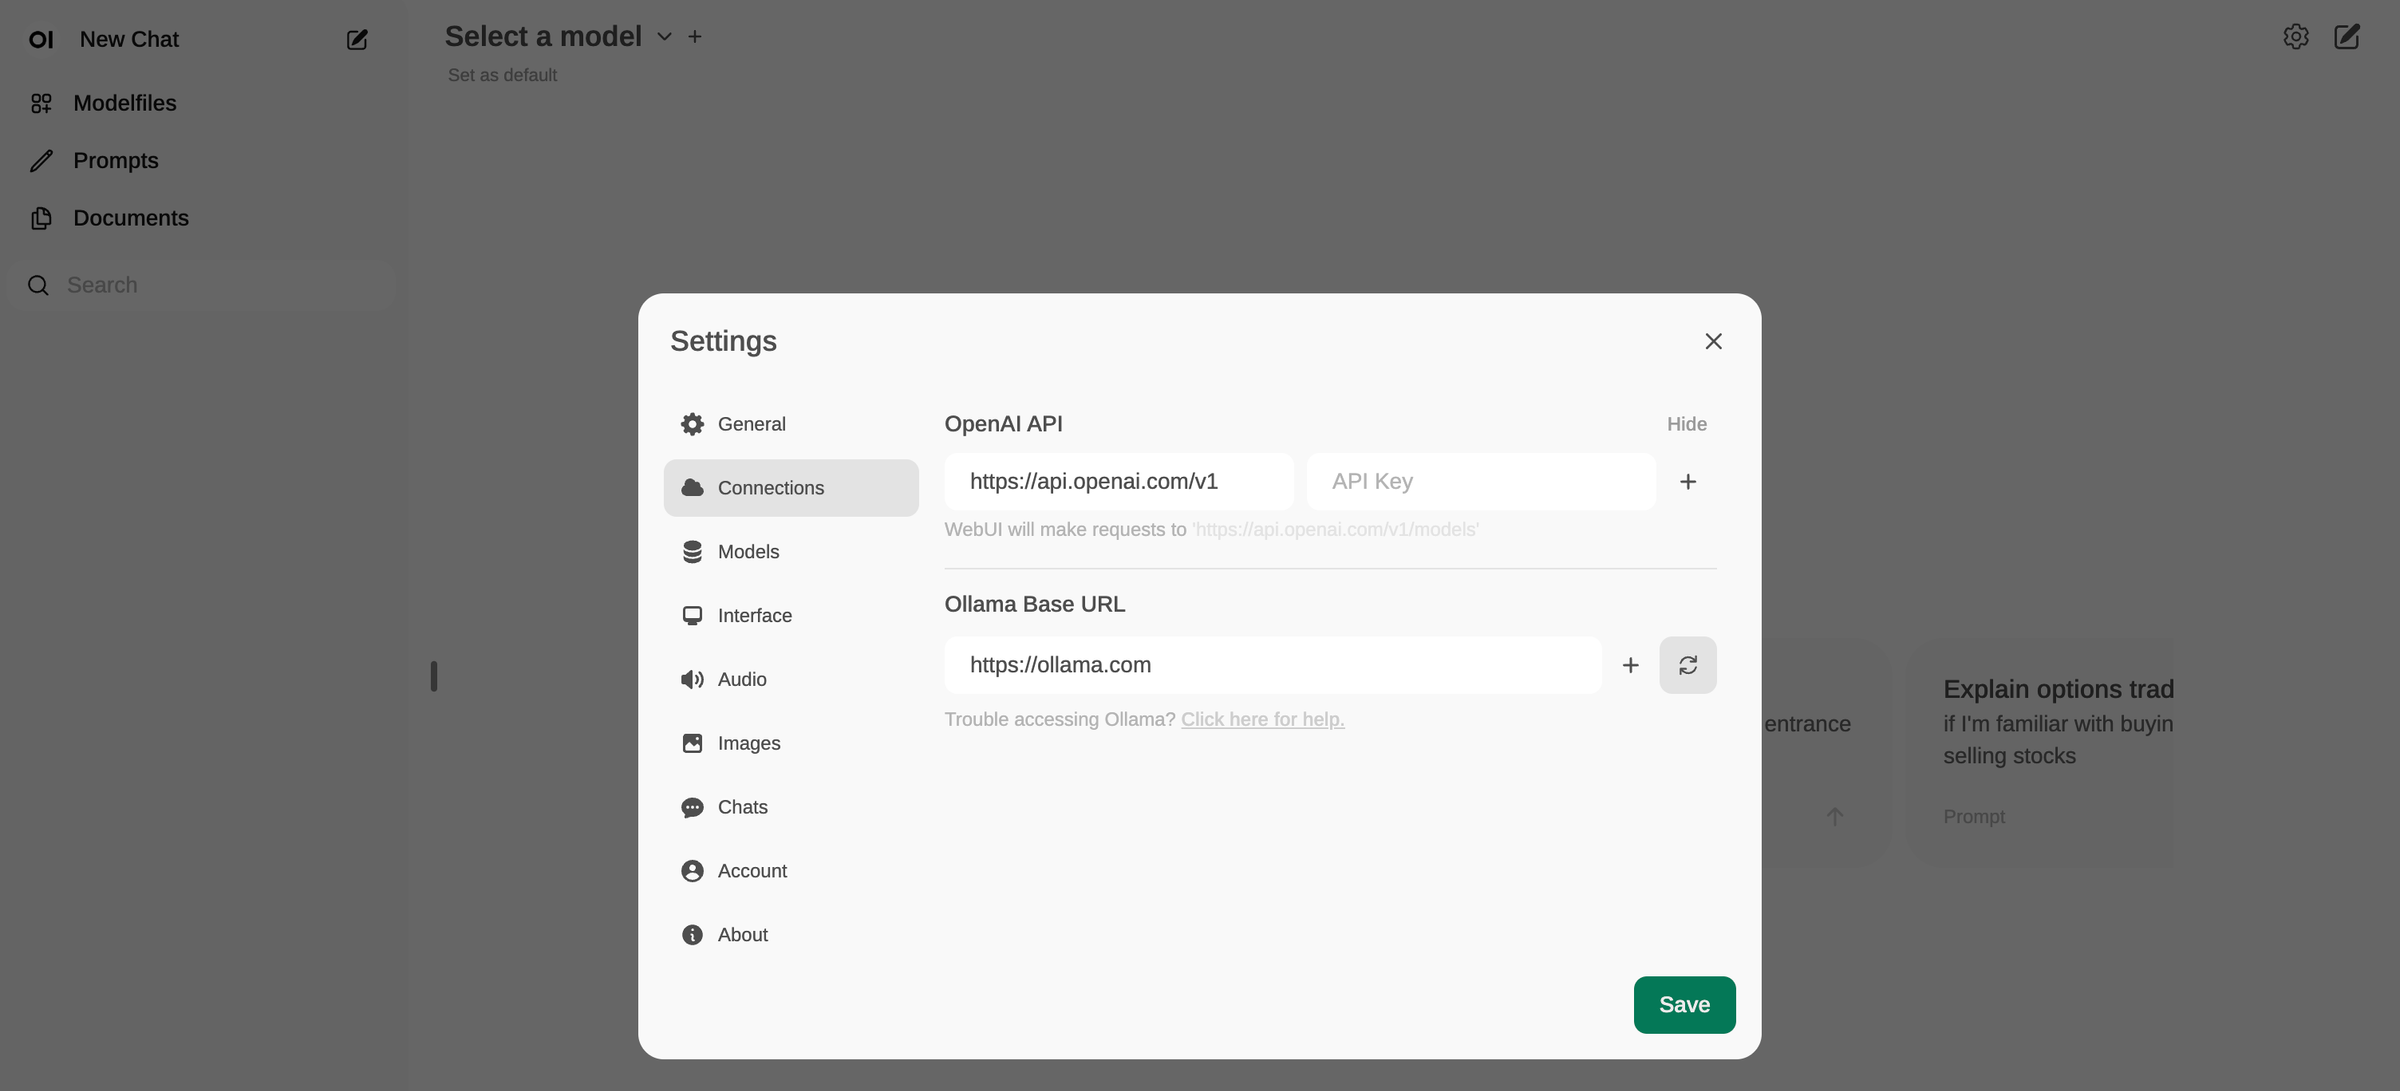 OI New Chat
Modelfiles
Prompts
Documents
Search
Select a model
Set as default
Settings
General
Connections
Models
Interface
Audio
Images
Chats
Account
About
OpenAI API
Hide
https://api.openai.com/v1
API Key
WebUI will make requests to 'https://api.openai.com/v1/models'
Ollama Base URL
https://ollama.com
Trouble accessing Ollama? Click here for help.
Save
entrance
Explain options trad
if I'm familiar with buyin
selling stocks
Prompt